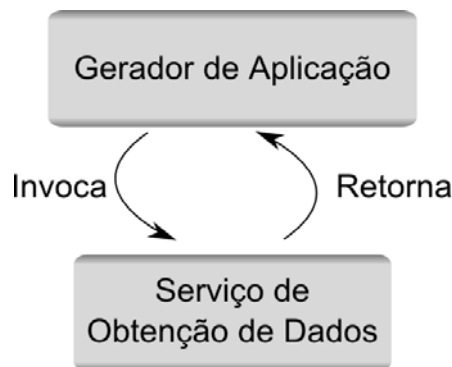 Gerador de Aplicação
Invoca
Retorna
Serviço de
Obtenção de Dados